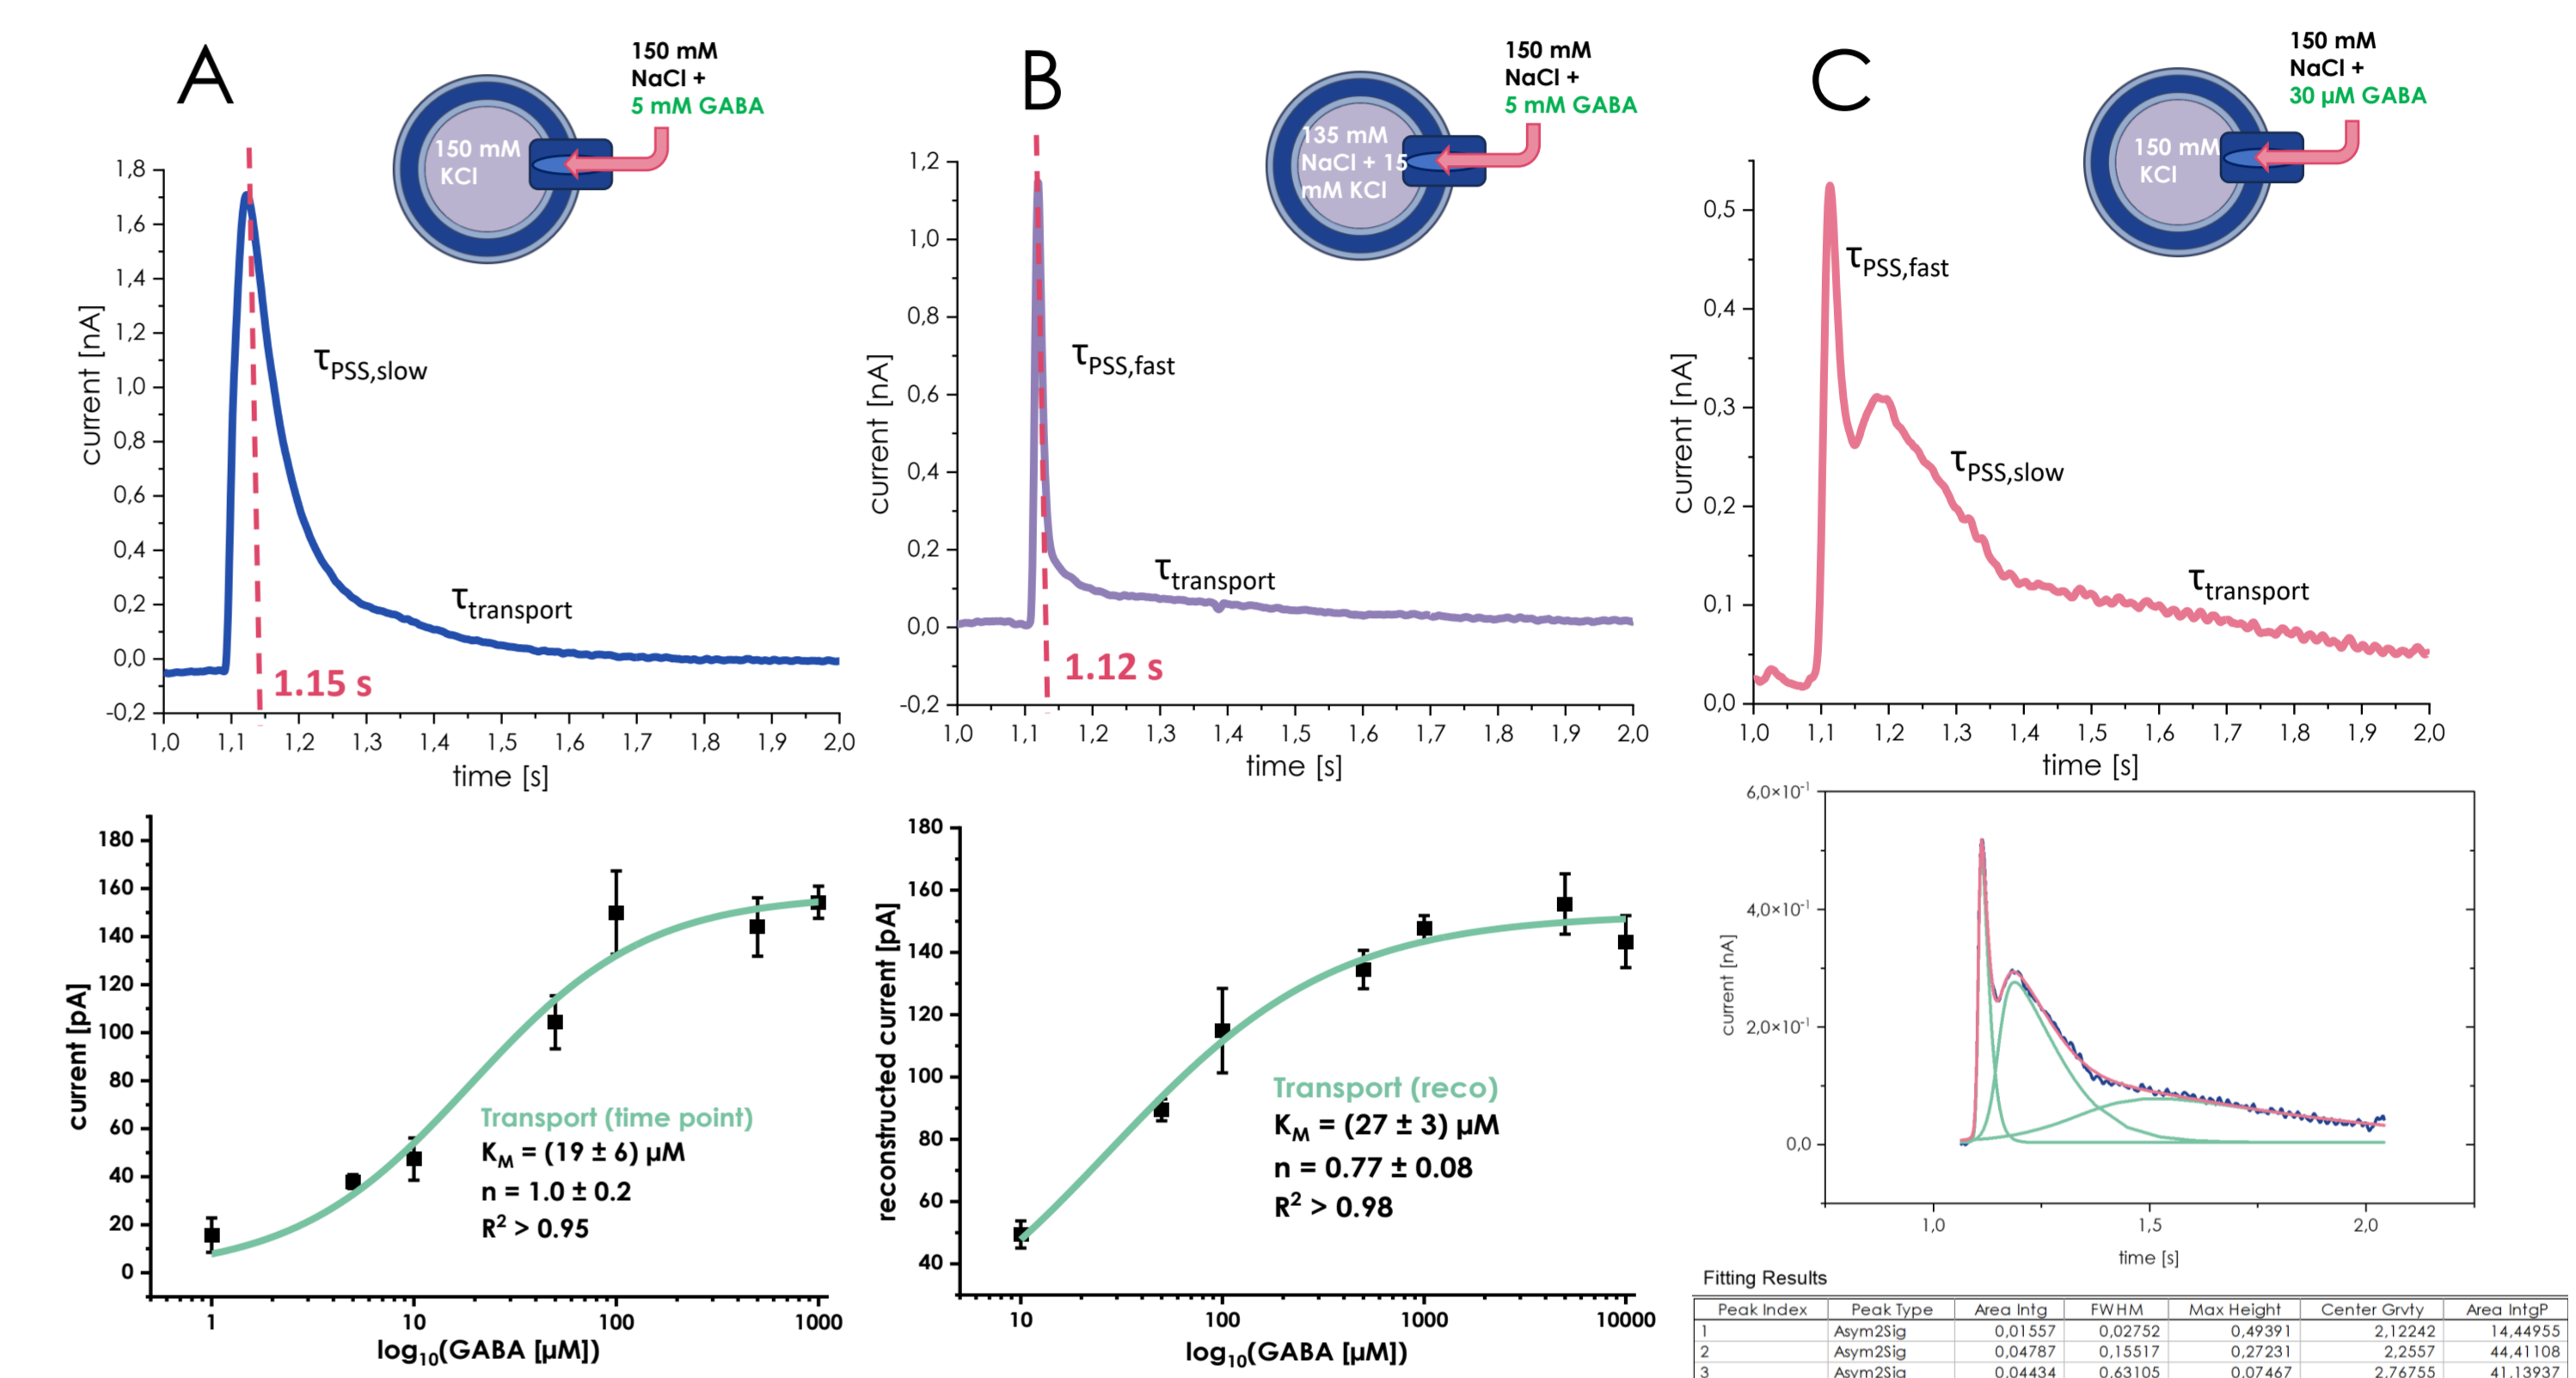 A
150 mM
NaCl +
5 mM GABA
150 mM
KCl
1,8
1,6
1,4
1,2
1,0
0,8
0,6
0,4
0,2
0,0
-0,2
current [nA]
τPSS,slow
τtransport
1.15 s
1,0 1,1 1,2 1,3 1,4 1,5 1,6 1,7 1,8 1,9 2,0
time [s]
B
150 mM
NaCl +
5 mM GABA
135 mM
NaCl + 15
mM KCl
1,2
1,0
0,8
0,6
0,4
0,2
0,0
-0,2
current [nA]
τPSS,fast
τtransport
1.12 s
1,0 1,1 1,2 1,3 1,4 1,5 1,6 1,7 1,8 1,9 2,0
time [s]
C
150 mM
NaCl +
30 µM GABA
150 mM
KCl
0,5
0,4
0,3
0,2
0,1
0,0
current [nA]
τPSS,fast
τPSS,slow
τtransport
1,0 1,1 1,2 1,3 1,4 1,5 1,6 1,7 1,8 1,9 2,0
time [s]
180
160
140
120
100
80
60
40
20
0
current [pA]
Transport (time point)
KM = (19 ± 6) µM
n = 1.0 ± 0.2
R² > 0.95
1 10 100 1000
log10(GABA [µM])
180
160
140
120
100
80
60
40
reconstructed current [pA]
Transport (reco)
KM = (27 ± 3) µM
n = 0.77 ± 0.08
R² > 0.98
10 100 1000 10000
log10(GABA [µM])
6,0×10⁻¹
4,0×10⁻¹
2,0×10⁻¹
0,0
current [nA]
1,0 1,5 2,0
time [s]
Fitting Results
Peak Index Peak Type Area Intg FWHM Max Height Center Grvty Area IntgP
1 Asym2Sig 0,01557 0,02752 0,49391 2,12242 14,44955
2 Asym2Sig 0,04787 0,15517 0,27231 2,2557 44,41108
3 Asym2Sig 0,04434 0,63105 0,07467 2,76755 41,13937